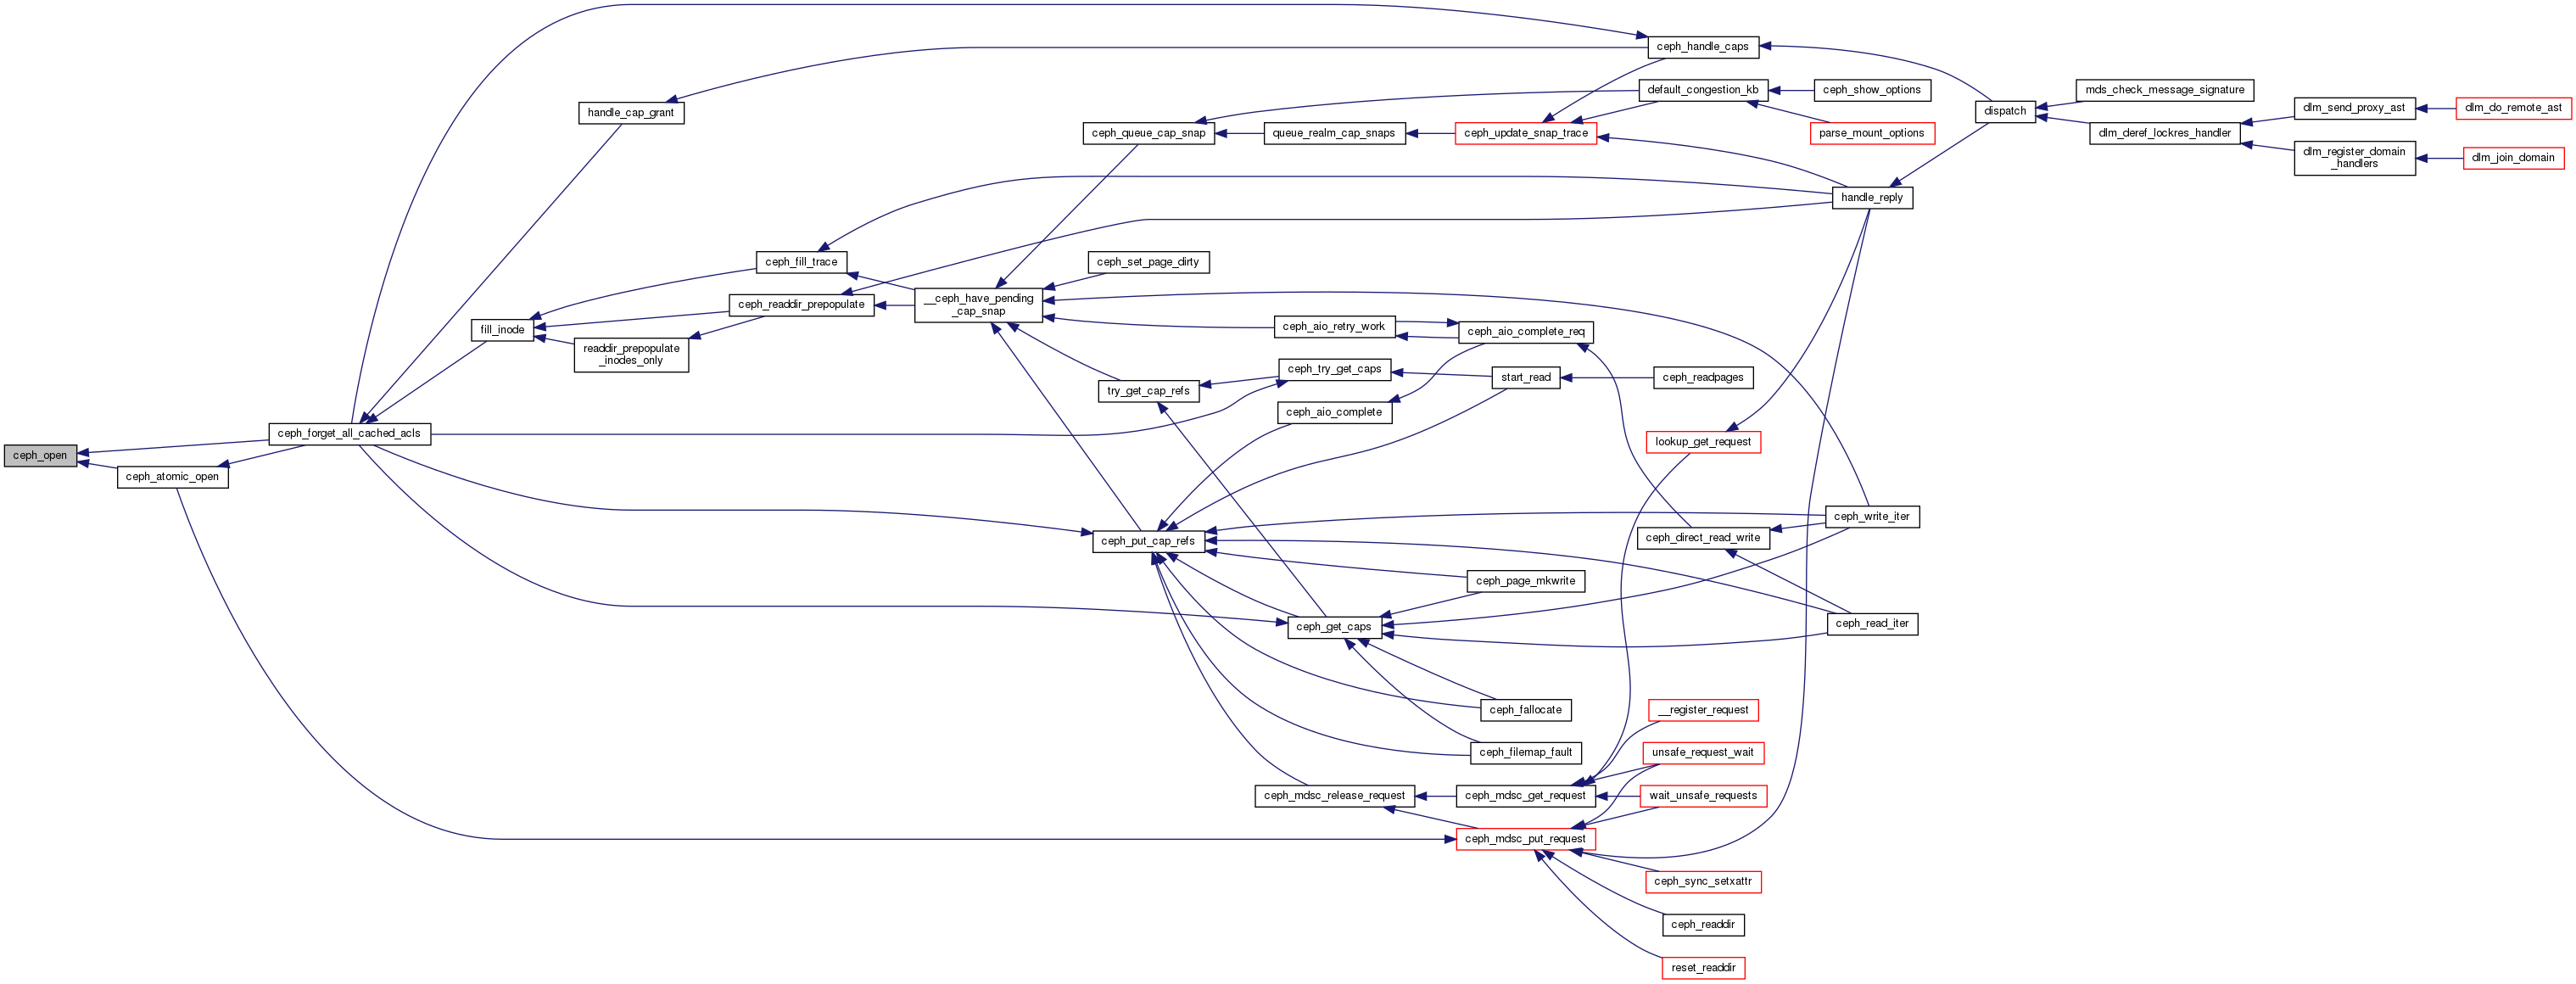 ceph_handle_caps
ceph_show_options
default_congestion_kb
mds_check_message_signature
handle_cap_grant
dispatch
dlm_send_proxy_ast
dlm_do_remote_ast
ceph_queue_cap_snap
queue_realm_cap_snaps
ceph_update_snap_trace
parse_mount_options
dlm_deref_lockres_handler
dlm_register_domain
_handlers
dlm_join_domain
handle_reply
ceph_fill_trace
ceph_set_page_dirty
ceph_readdir_prepopulate
__ceph_have_pending
_cap_snap
fill_inode
ceph_aio_retry_work
ceph_aio_complete_req
readdir_prepopulate
_inodes_only
ceph_try_get_caps
start_read
ceph_readpages
try_get_cap_refs
ceph_aio_complete
ceph_forget_all_cached_acls
lookup_get_request
ceph_open
ceph_atomic_open
ceph_write_iter
ceph_put_cap_refs
ceph_direct_read_write
ceph_page_mkwrite
ceph_get_caps
ceph_read_iter
ceph_fallocate
__register_request
ceph_filemap_fault
unsafe_request_wait
ceph_mdsc_release_request
ceph_mdsc_get_request
wait_unsafe_requests
ceph_mdsc_put_request
ceph_sync_setxattr
ceph_readdir
reset_readdir